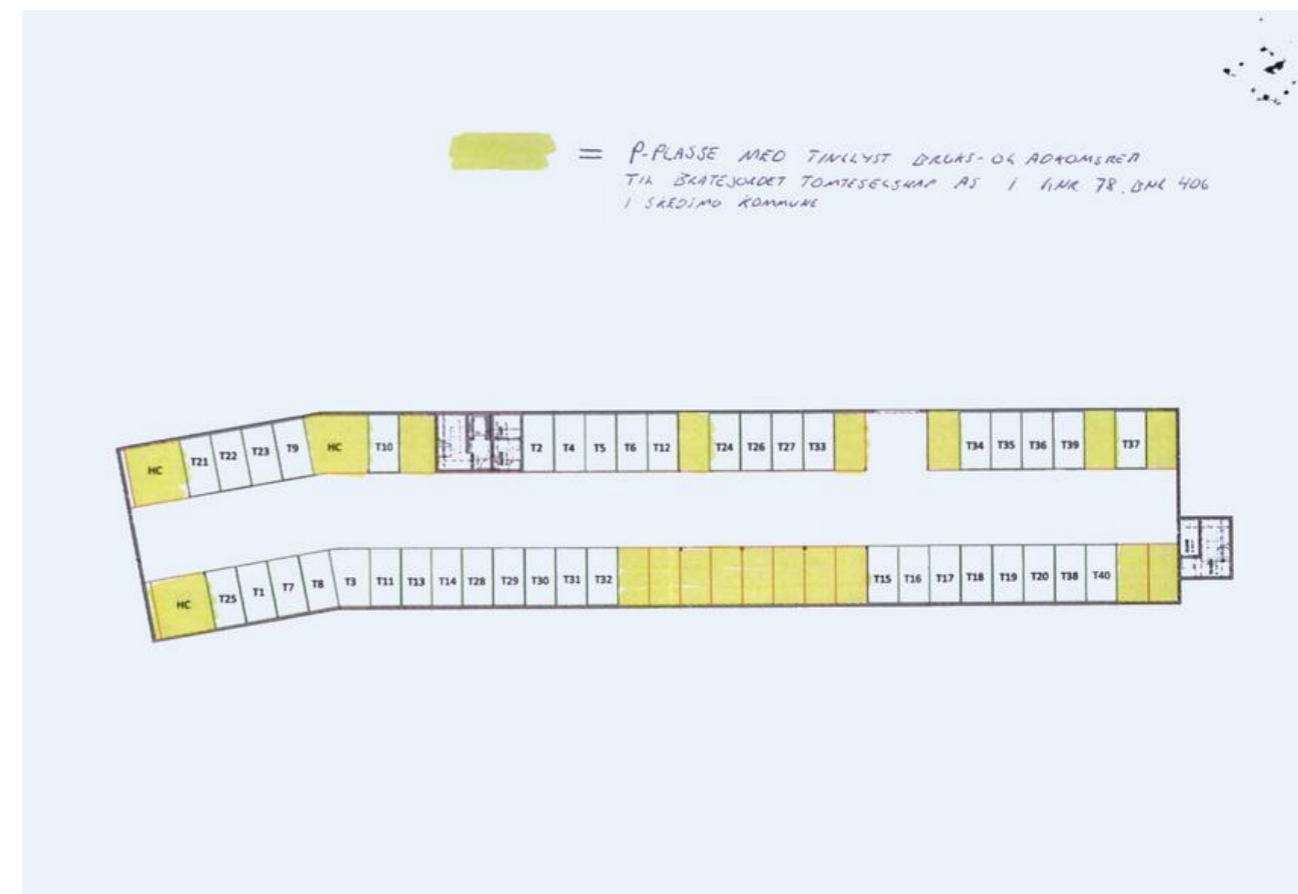 = P-PLASSE MED TINGLYST BRUKS- OG ADKOMSRETT
TIL BRATEJORDET TOMTESELSKAP AS I GNR 78. BNR 406
I SKEDSMO KOMMUNE
HC T21 T22 T23 T9 HC T10 T2 T4 T5 T6 T12 T24 T26 T27 T33 T34 T35 T36 T39 T37
HC T25 T1 T7 T8 T3 T11 T13 T14 T28 T29 T30 T31 T32 T15 T16 T17 T18 T19 T20 T38 T40